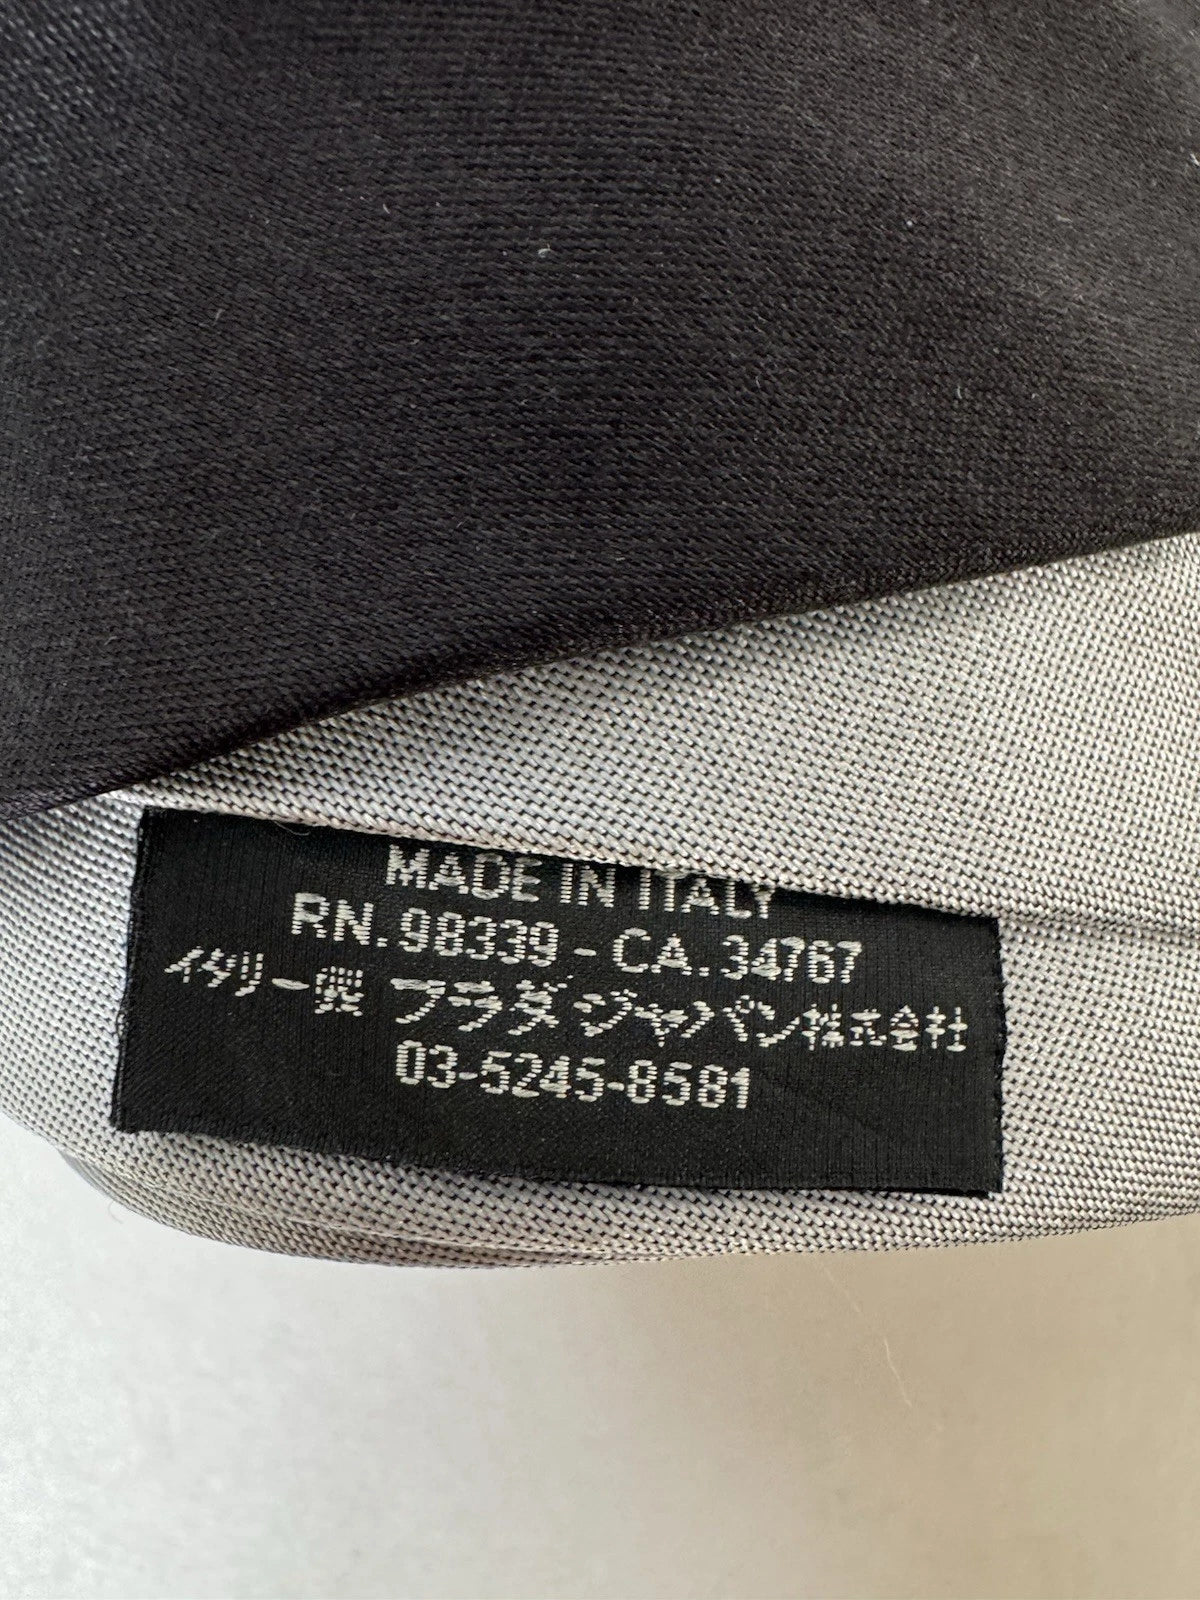 MADE IN ITALY
RN. 98339 - CA. 34767
イタリー製 プラダジャパン株式会社
03-5245-8581